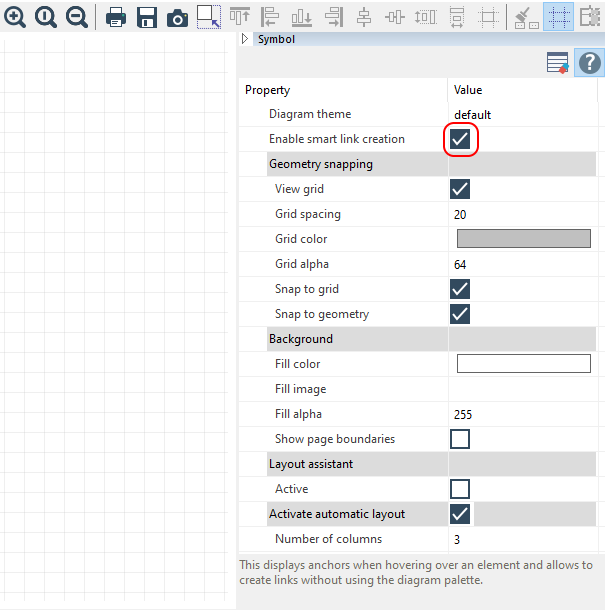 Symbol
Property Value
Diagram theme default
Enable smart link creation
Geometry snapping
View grid
Grid spacing 20
Grid color
Grid alpha 64
Snap to grid
Snap to geometry
Background
Fill color
Fill image
Fill alpha 255
Show page boundaries
Layout assistant
Active
Activate automatic layout
Number of columns 3
This displays anchors when hovering over an element and allows to
create links without using the diagram palette.